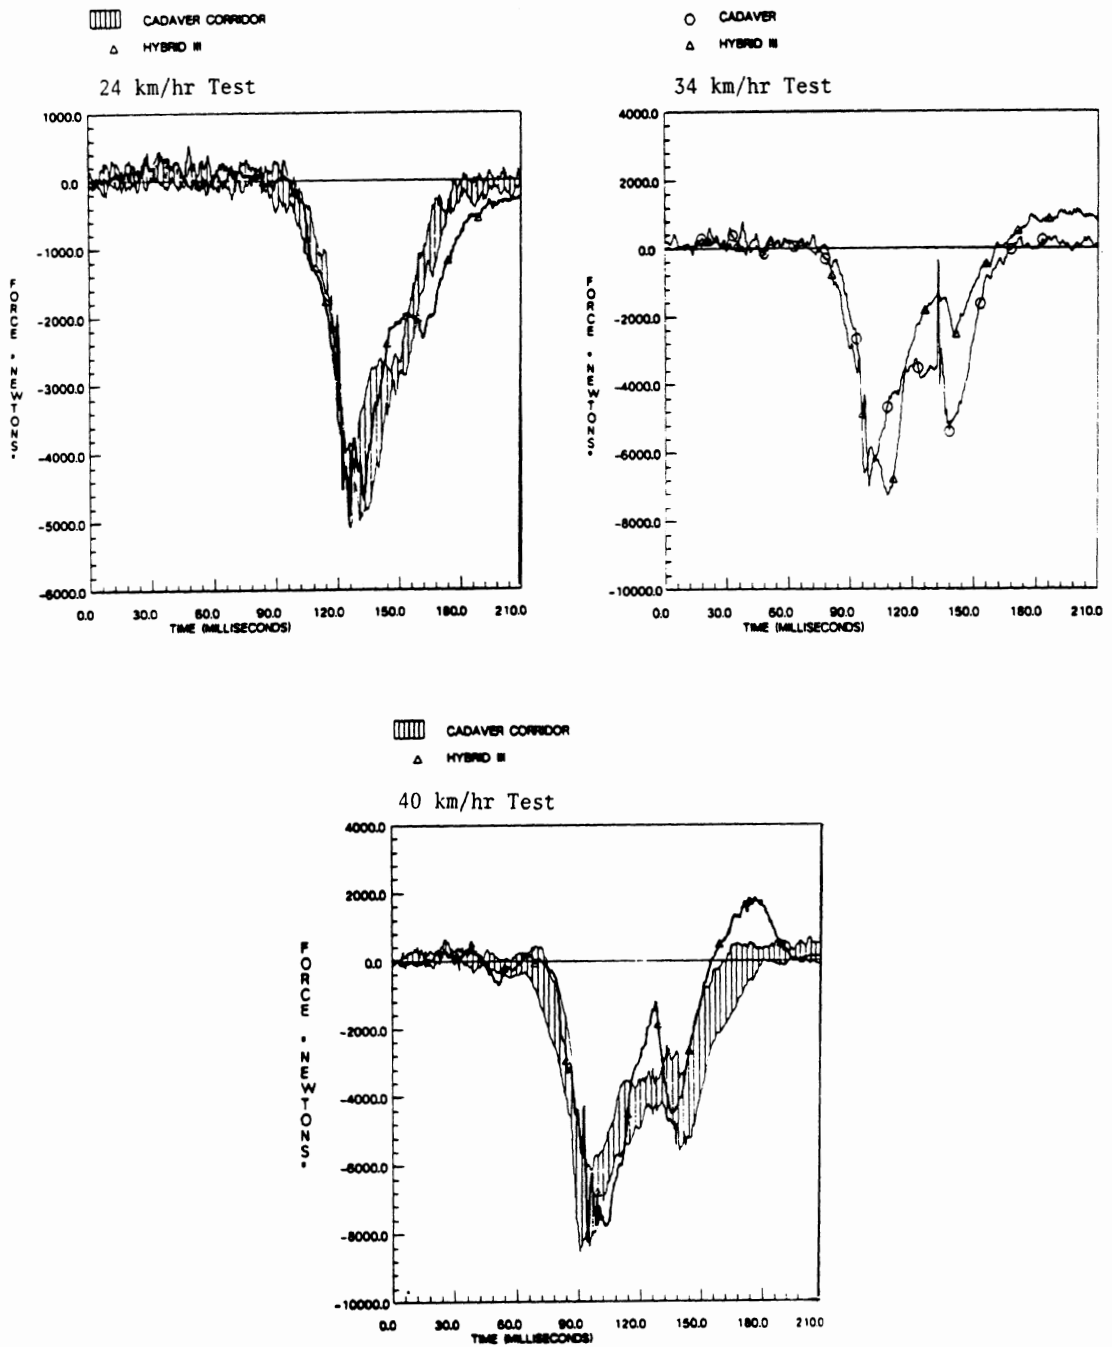 CADAVER CORRIDOR
HYBRID III
24 km/hr Test
1000.0
0.0
-1000.0
-2000.0
-3000.0
-4000.0
-5000.0
-6000.0
FORCE "NEWTONS"
0.0 30.0 60.0 90.0 120.0 150.0 180.0 210.0
TIME (MILLISECONDS)
CADAVER
HYBRID III
34 km/hr Test
4000.0
2000.0
0.0
-2000.0
-4000.0
-6000.0
-8000.0
-10000.0
FORCE "NEWTONS"
0.0 30.0 60.0 90.0 120.0 150.0 180.0 210.0
TIME (MILLISECONDS)
CADAVER CORRIDOR
HYBRID III
40 km/hr Test
4000.0
2000.0
0.0
-2000.0
-4000.0
-6000.0
-8000.0
-10000.0
FORCE "NEWTONS"
0.0 30.0 60.0 90.0 120.0 150.0 180.0 210.0
TIME (MILLISECONDS)